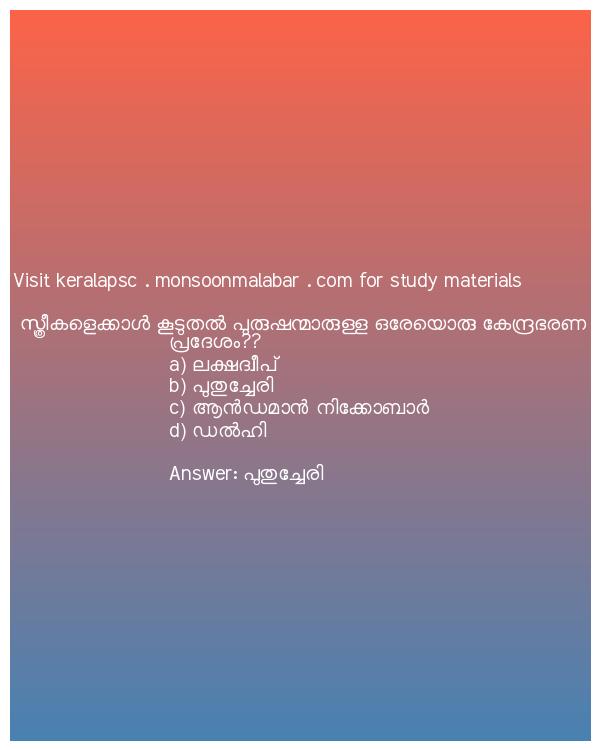 Visit keralapsc . monsoonmalabar . com for study materials
സ്ത്രീകളെക്കാൾ കൂടുതൽ പുരുഷന്മാരുള്ള ഒരേയൊരു കേന്ദ്രഭരണ
പ്രദേശം??
a) ലക്ഷദ്വീപ്
b) പുതുച്ചേരി
c) ആൻഡമാൻ നിക്കോബാർ
d) ഡൽഹി
Answer: പുതുച്ചേരി